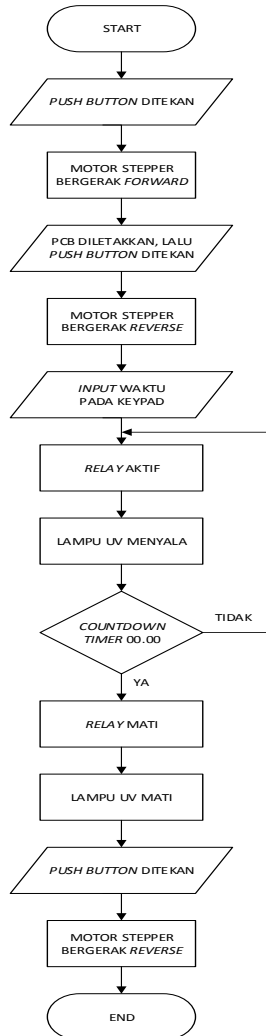 START
PUSH BUTTON DITEKAN
MOTOR STEPPER
BERGERAK FORWARD
PCB DILETAKKAN, LALU
PUSH BUTTON DITEKAN
MOTOR STEPPER
BERGERAK REVERSE
INPUT WAKTU
PADA KEYPAD
RELAY AKTIF
LAMPU UV MENYALA
COUNTDOWN
TIMER 00.00
TIDAK
YA
RELAY MATI
LAMPU UV MATI
PUSH BUTTON DITEKAN
MOTOR STEPPER
BERGERAK REVERSE
END